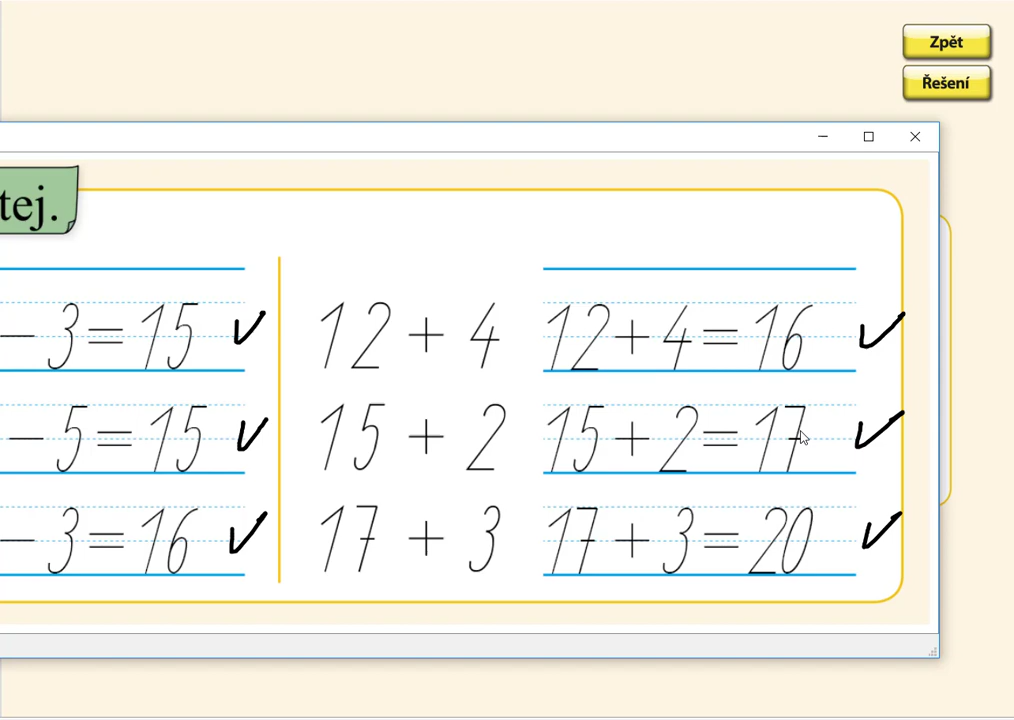 Zpět
Řešení
tej.
- 3 = 15 ✓ 12 + 4 12 + 4 = 16 ✓
- 5 = 15 ✓ 15 + 2 15 + 2 = 17 ✓
- 3 = 16 ✓ 17 + 3 17 + 3 = 20 ✓